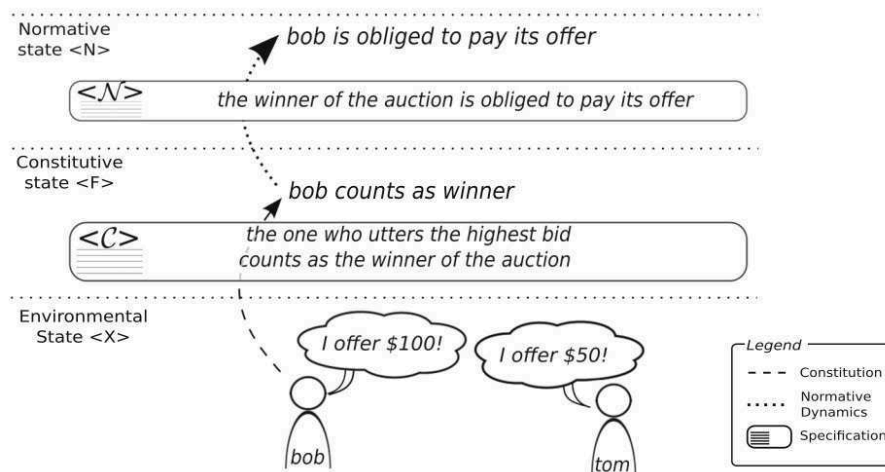 Normative
state <N>
bob is obliged to pay its offer
<N>
the winner of the auction is obliged to pay its offer
Constitutive
state <F>
bob counts as winner
<C>
the one who utters the highest bid
counts as the winner of the auction
Environmental
State <X>
I offer $100!
I offer $50!
bob
tom
Legend
Constitution
Normative
Dynamics
Specification